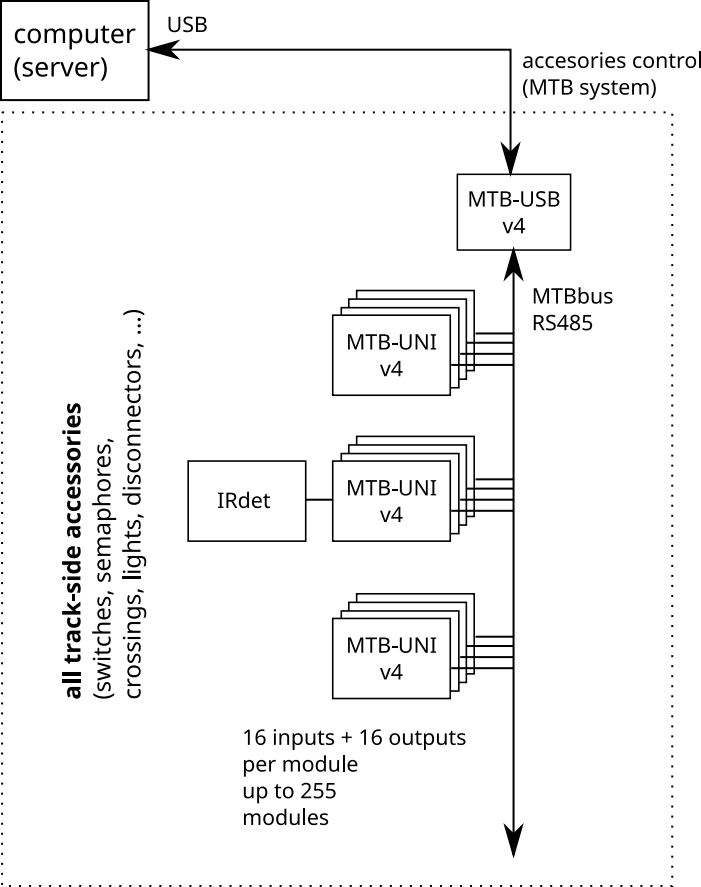 computer
(server)
USB
accesories control
(MTB system)
MTB-USB
v4
MTBbus
RS485
MTB-UNI
v4
all track-side accessories
(switches, semaphores,
crossings, lights, disconnectors, ...)
IRdet
MTB-UNI
v4
MTB-UNI
v4
16 inputs + 16 outputs
per module
up to 255
modules